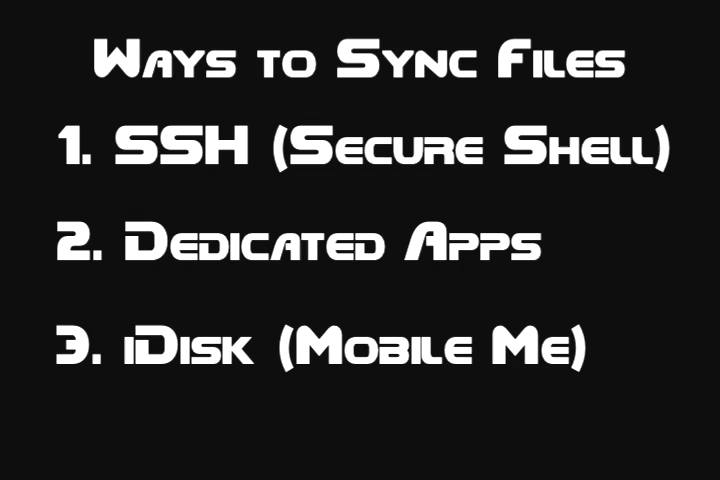 Ways to Sync Files
1. SSH (Secure Shell)
2. Dedicated Apps
3. iDisk (Mobile Me)